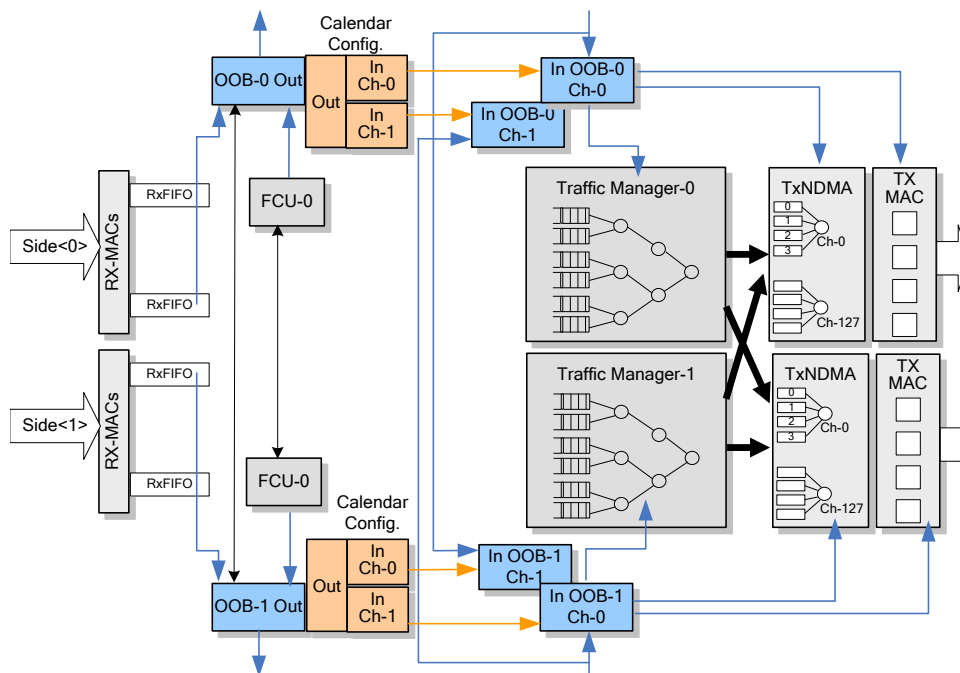 Calendar
Config.
OOB-0 Out
Out
In
Ch-0
In
Ch-1
In OOB-0
Ch-0
In OOB-0
Ch-1
FCU-0
RxFIFO
RX-MACs
Side<0>
RxFIFO
Traffic Manager-0
TxNDMA
0
1
2
3
Ch-0
Ch-127
TX
MAC
RxFIFO
RX-MACs
Side<1>
RxFIFO
Traffic Manager-1
TxNDMA
0
1
2
3
Ch-0
Ch-127
TX
MAC
FCU-0
Calendar
Config.
OOB-1 Out
Out
In
Ch-0
In
Ch-1
In OOB-1
Ch-1
In OOB-1
Ch-0